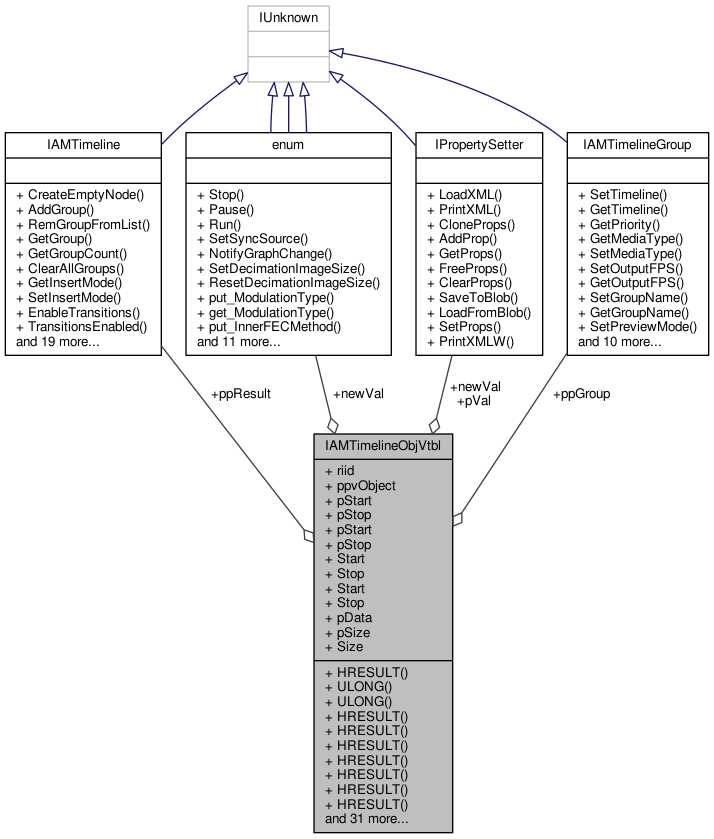 IUnknown
IAMTimeline
+ CreateEmptyNode()
+ AddGroup()
+ RemGroupFromList()
+ GetGroup()
+ GetGroupCount()
+ ClearAllGroups()
+ GetInsertMode()
+ SetInsertMode()
+ EnableTransitions()
+ TransitionsEnabled()
and 19 more...
enum
+ Stop()
+ Pause()
+ Run()
+ SetSyncSource()
+ NotifyGraphChange()
+ SetDecimationImageSize()
+ ResetDecimationImageSize()
+ put_ModulationType()
+ get_ModulationType()
+ put_InnerFECMethod()
and 11 more...
IPropertySetter
+ LoadXML()
+ PrintXML()
+ CloneProps()
+ AddProp()
+ GetProps()
+ FreeProps()
+ ClearProps()
+ SaveToBlob()
+ LoadFromBlob()
+ SetProps()
+ PrintXMLW()
IAMTimelineGroup
+ SetTimeline()
+ GetTimeline()
+ GetPriority()
+ GetMediaType()
+ SetMediaType()
+ SetOutputFPS()
+ GetOutputFPS()
+ SetGroupName()
+ GetGroupName()
+ SetPreviewMode()
and 10 more...
+ppResult
+newVal
+newVal
+pVal
+ppGroup
IAMTimelineObjVtbl
+ riid
+ ppvObject
+ pStart
+ pStop
+ pStart
+ pStop
+ Start
+ Stop
+ Start
+ Stop
+ pData
+ pSize
+ Size
+ HRESULT()
+ ULONG()
+ ULONG()
+ HRESULT()
+ HRESULT()
+ HRESULT()
+ HRESULT()
+ HRESULT()
+ HRESULT()
+ HRESULT()
and 31 more...